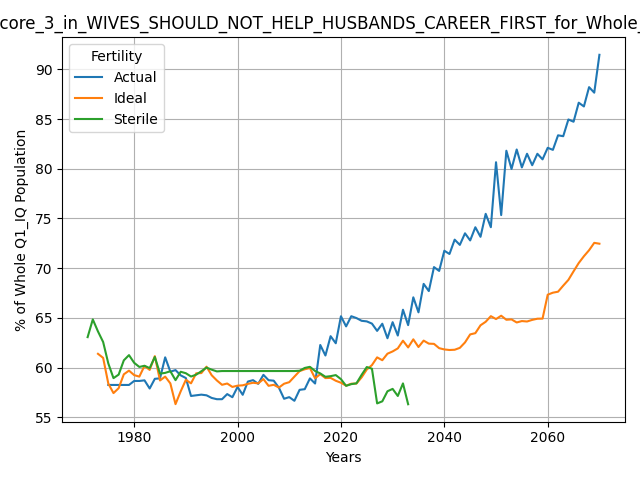 core_3_in_WIVES_SHOULD_NOT_HELP_HUSBANDS_CAREER_FIRST_for_Whole_
Fertility
Actual
Ideal
Sterile
% of Whole Q1_IQ Population
90
85
80
75
70
65
60
55
1980
2000
2020
2040
2060
Years